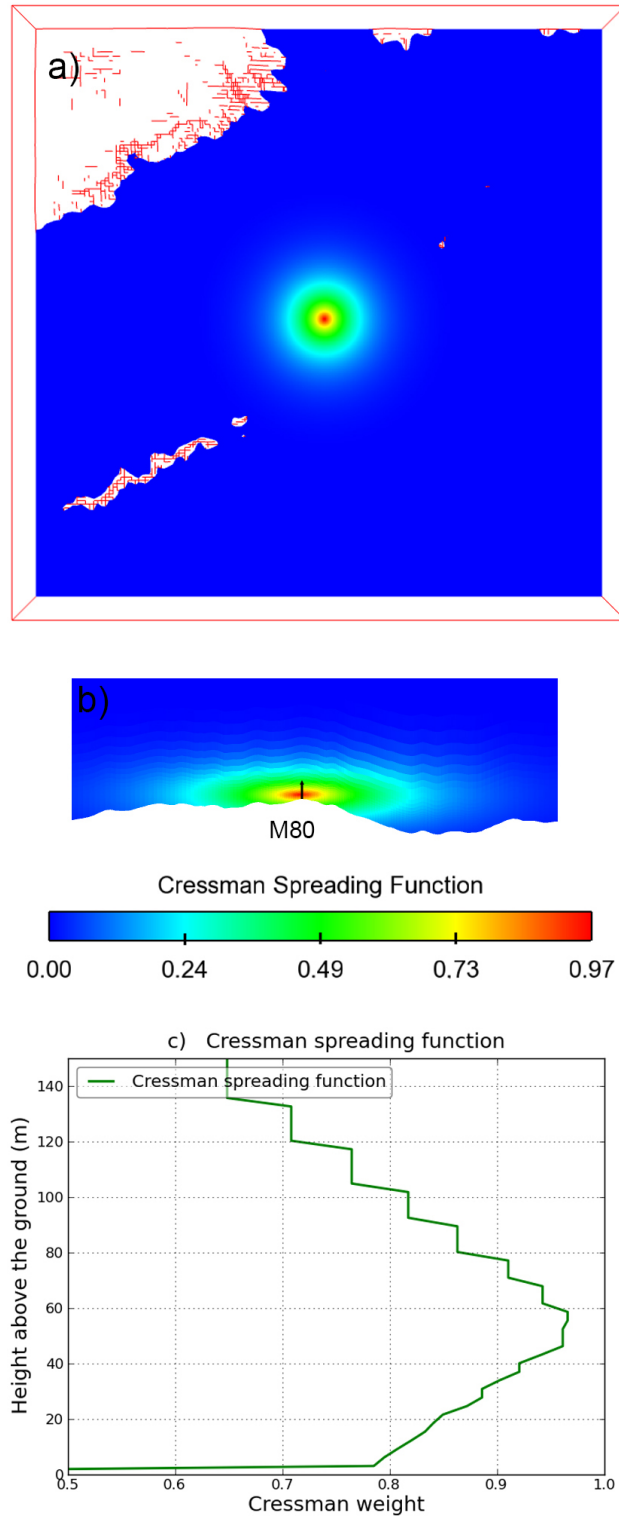 a)
b)
M80
Cressman Spreading Function
0.00 0.24 0.49 0.73 0.97
c) Cressman spreading function
Cressman spreading function
Height above the ground (m)
140
120
100
80
60
40
20
0
0.5 0.6 0.7 0.8 0.9 1.0
Cressman weight